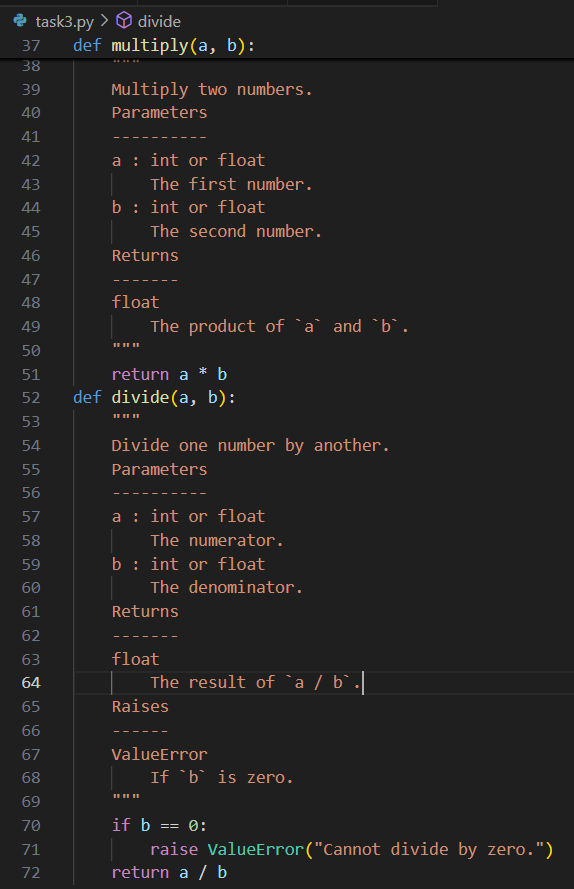 task3.py > divide
37 def multiply(a, b):
38     """
39     Multiply two numbers.
40     Parameters
41     ----------
42     a : int or float
43         The first number.
44     b : int or float
45         The second number.
46     Returns
47     -------
48     float
49         The product of `a` and `b`.
50     """
51     return a * b
52 def divide(a, b):
53     """
54     Divide one number by another.
55     Parameters
56     ----------
57     a : int or float
58         The numerator.
59     b : int or float
60         The denominator.
61     Returns
62     -------
63     float
64         The result of `a / b`.
65     Raises
66     ------
67     ValueError
68         If `b` is zero.
69     """
70     if b == 0:
71         raise ValueError("Cannot divide by zero.")
72     return a / b